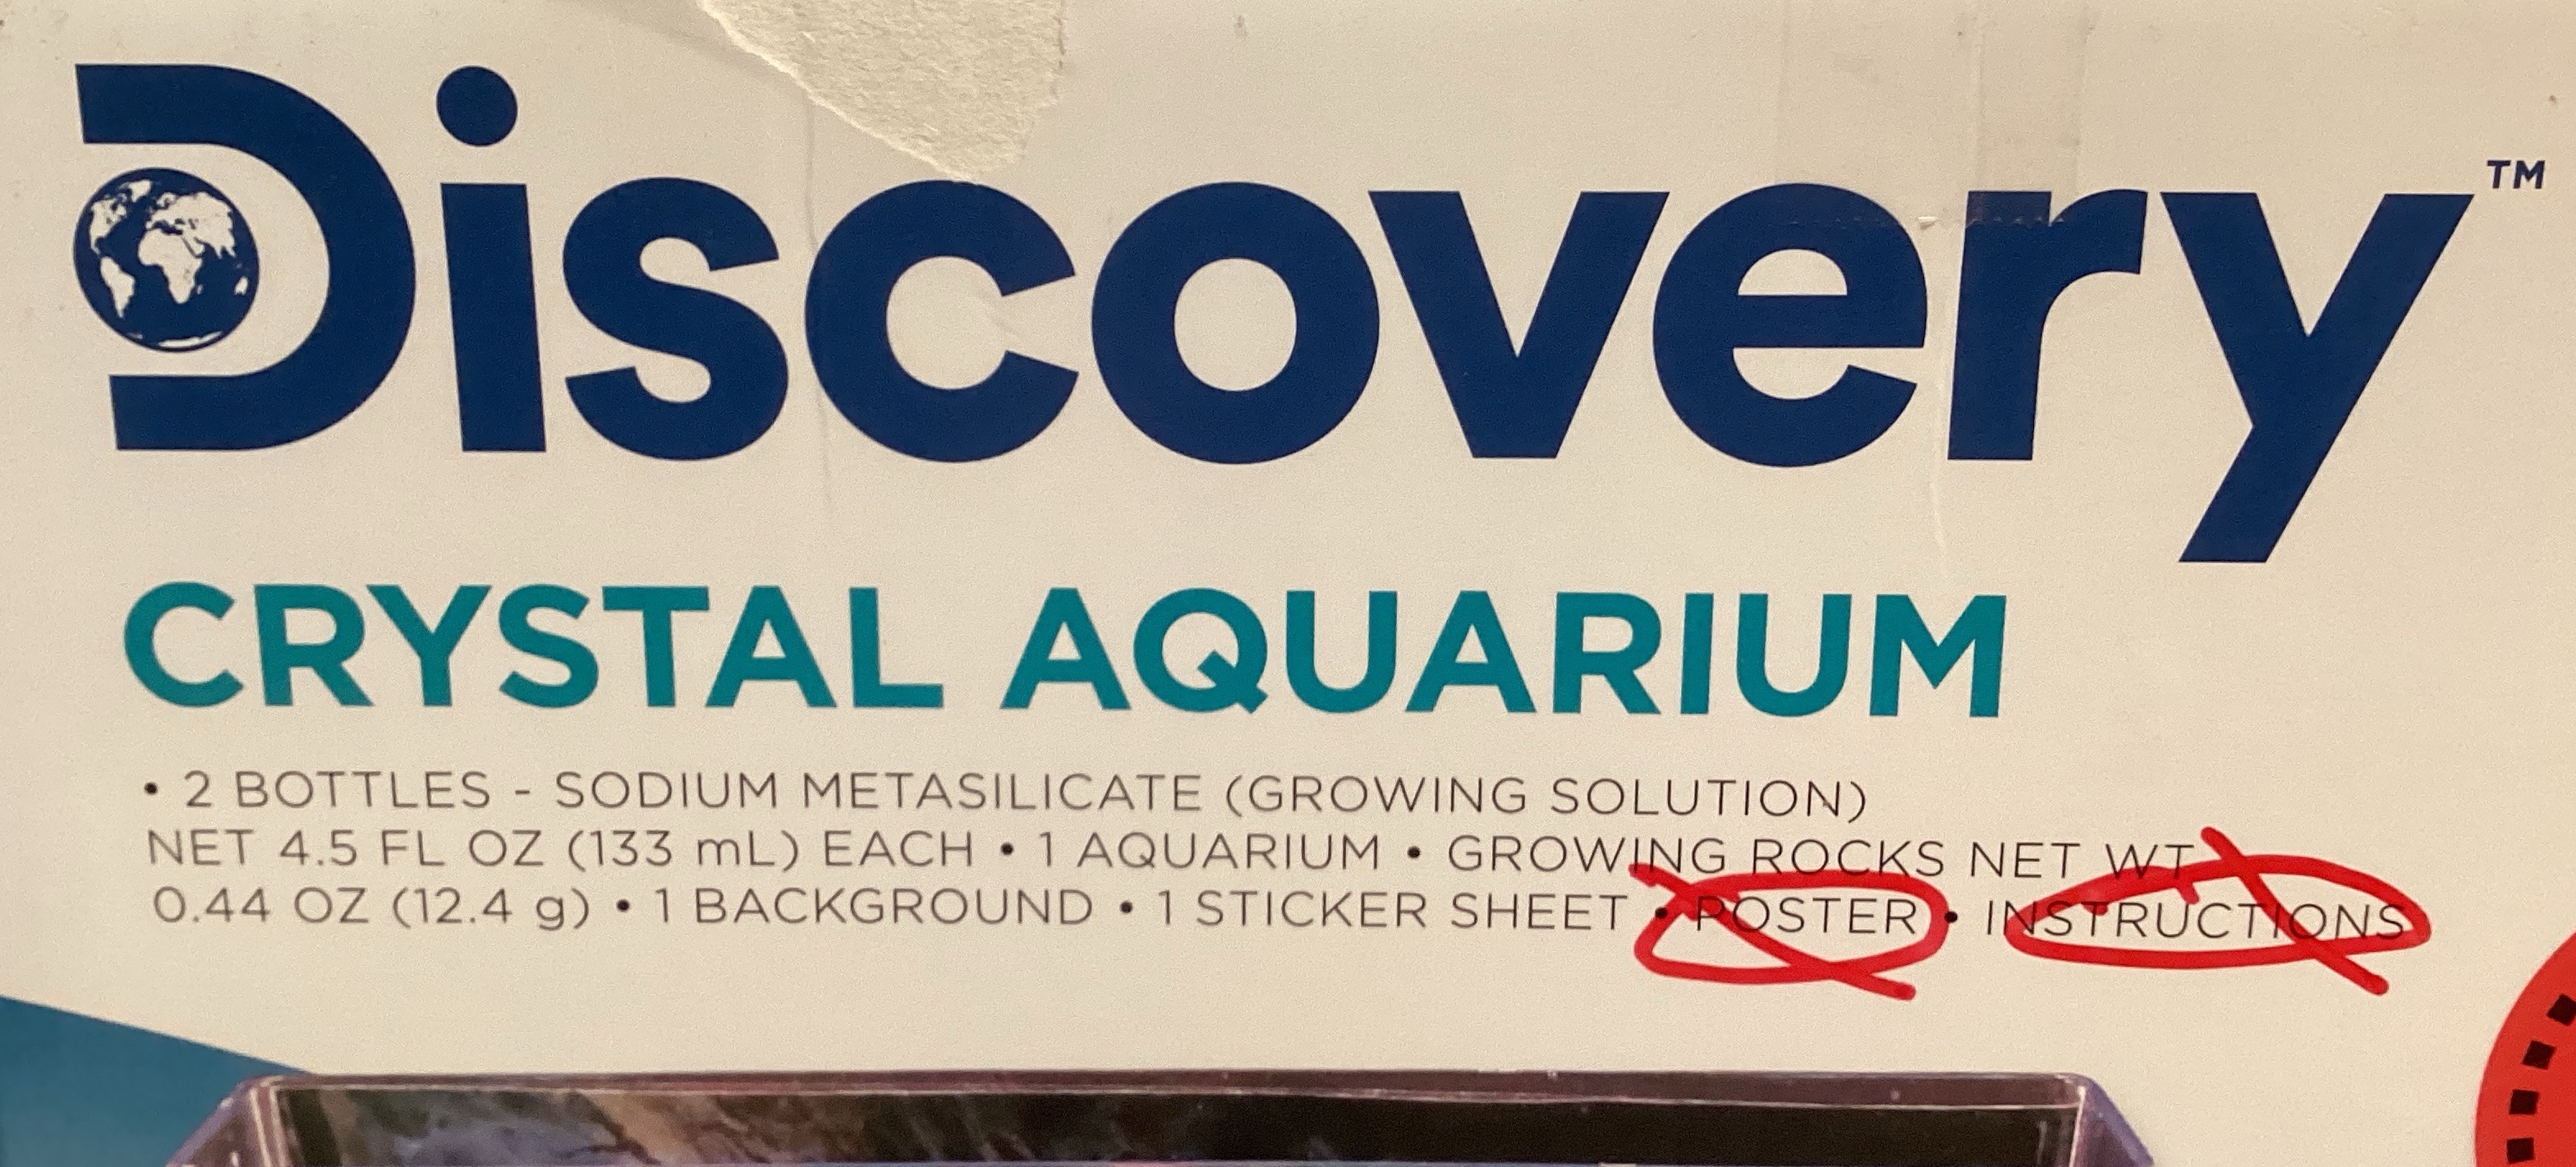 Discovery™
CRYSTAL AQUARIUM
• 2 BOTTLES - SODIUM METASILICATE (GROWING SOLUTION)
NET 4.5 FL OZ (133 mL) EACH • 1 AQUARIUM • GROWING ROCKS NET WT
0.44 OZ (12.4 g) • 1 BACKGROUND • 1 STICKER SHEET • POSTER • INSTRUCTIONS